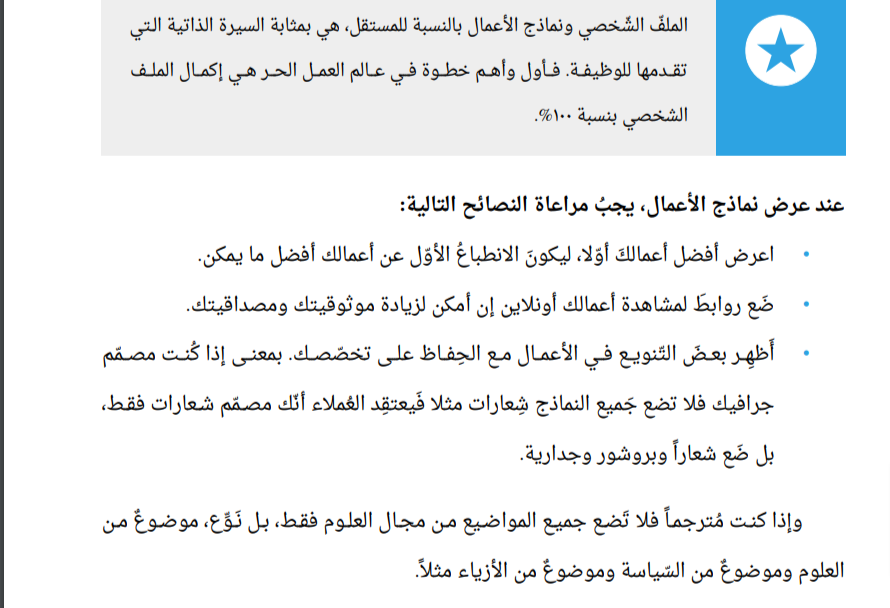 الملفّ الشّخصي ونماذج الأعمال بالنسبة للمستقل، هي بمثابة السيرة الذاتية التي
تقدمها للوظيفة. فأول وأهم خطوة في عالم العمل الحر هي إكمال الملف
الشخصي بنسبة ١٠٠%.
عند عرض نماذج الأعمال، يجبُ مراعاة النصائح التالية:
• اعرض أفضل أعمالكَ أوّلا، ليكونَ الانطباعُ الأوّل عن أعمالك أفضل ما يمكن.
• ضَع روابطَ لمشاهدة أعمالك أونلاين إن أمكن لزيادة موثوقيتك ومصداقيتك.
• أَظهِر بعضَ التّنويع في الأعمال مع الحِفاظ على تخصّصك. بمعنى إذا كُنت مصمّم
جرافيك فلا تضع جَميع النماذج شِعارات مثلا فَيعتقِد العُملاء أنّك مصمّم شعارات فقط،
بل ضَع شعاراً وبروشور وجدارية.
وإذا كنت مُترجماً فلا تَضع جميع المواضيع من مجال العلوم فقط، بل نَوِّع، موضوعٌ من
العلوم وموضوعٌ من السّياسة وموضوعٌ من الأزياء مثلاً.